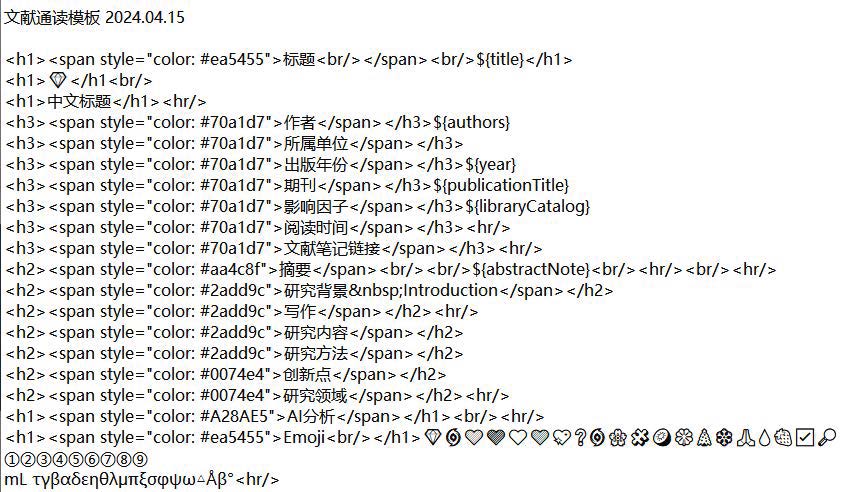 文献通读模板 2024.04.15
<h1><span style="color: #ea5455">标题<br/></span><br/>${title}</h1>
<h1>💎</h1<br/>
<h1>中文标题</h1><hr/>
<h3><span style="color: #70a1d7">作者</span></h3>${authors}
<h3><span style="color: #70a1d7">所属单位</span></h3>
<h3><span style="color: #70a1d7">出版年份</span></h3>${year}
<h3><span style="color: #70a1d7">期刊</span></h3>${publicationTitle}
<h3><span style="color: #70a1d7">影响因子</span></h3>${libraryCatalog}
<h3><span style="color: #70a1d7">阅读时间</span></h3><hr/>
<h3><span style="color: #70a1d7">文献笔记链接</span></h3><hr/>
<h2><span style="color: #aa4c8f">摘要</span><br/><br/>${abstractNote}<br/><hr/><br/><hr/>
<h2><span style="color: #2add9c">研究背景&nbsp;Introduction</span></h2>
<h2><span style="color: #2add9c">写作</span></h2><hr/>
<h2><span style="color: #2add9c">研究内容</span></h2>
<h2><span style="color: #2add9c">研究方法</span></h2>
<h2><span style="color: #0074e4">创新点</span></h2>
<h2><span style="color: #0074e4">研究领域</span></h2><hr/>
<h1><span style="color: #A28AE5">AI分析</span></h1><br/><hr/>
<h1><span style="color: #ea5455">Emoji<br/></h1>
①②③④⑤⑥⑦⑧⑨
mL τγβαδεηθλμπξσφψω△Åβ°<hr/>